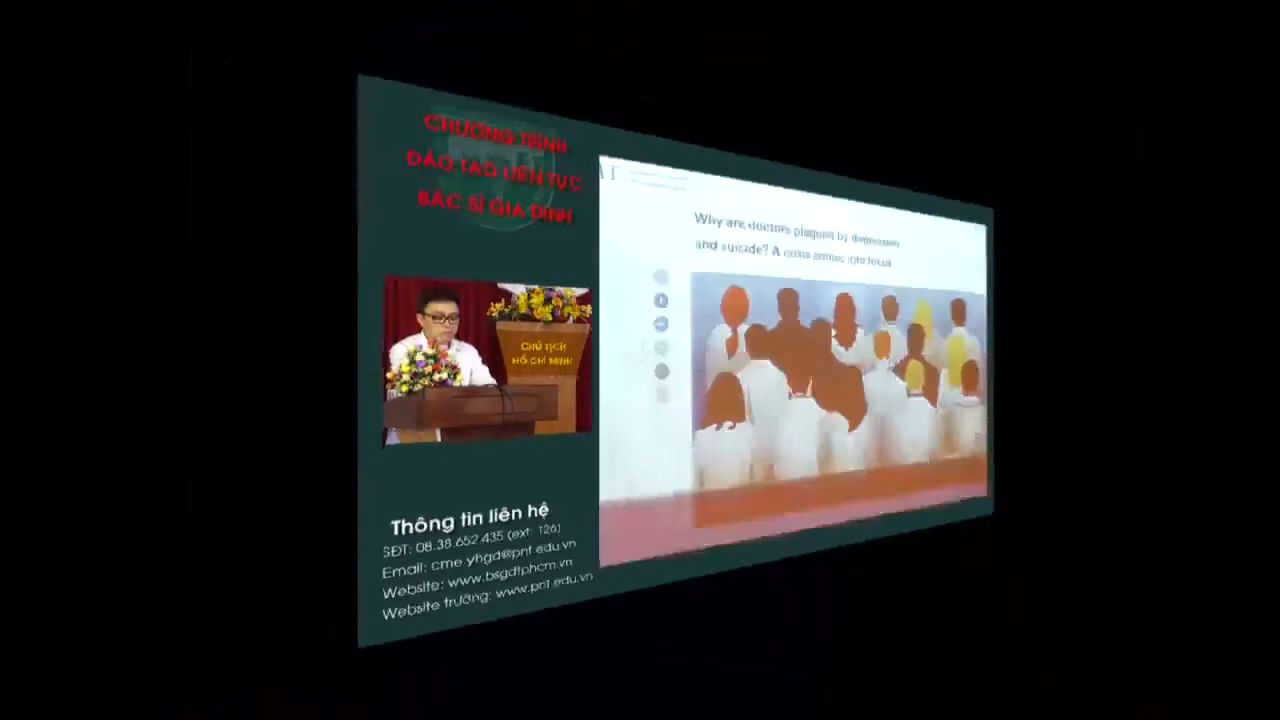 CHƯƠNG TRÌNH
ĐÀO TẠO LIÊN TỤC
BÁC SĨ GIA ĐÌNH
CHỦ TỊCH
HỒ CHÍ MINH
Thông tin liên hệ
SĐT: 08.38.652.435 (ext: 126)
Email: cme.yhgd@pnt.edu.vn
Website: www.bsgdtphcm.vn
Website trường: www.pnt.edu.vn
Why are doctors plagued by depression
and suicide? A crisis comes into focus